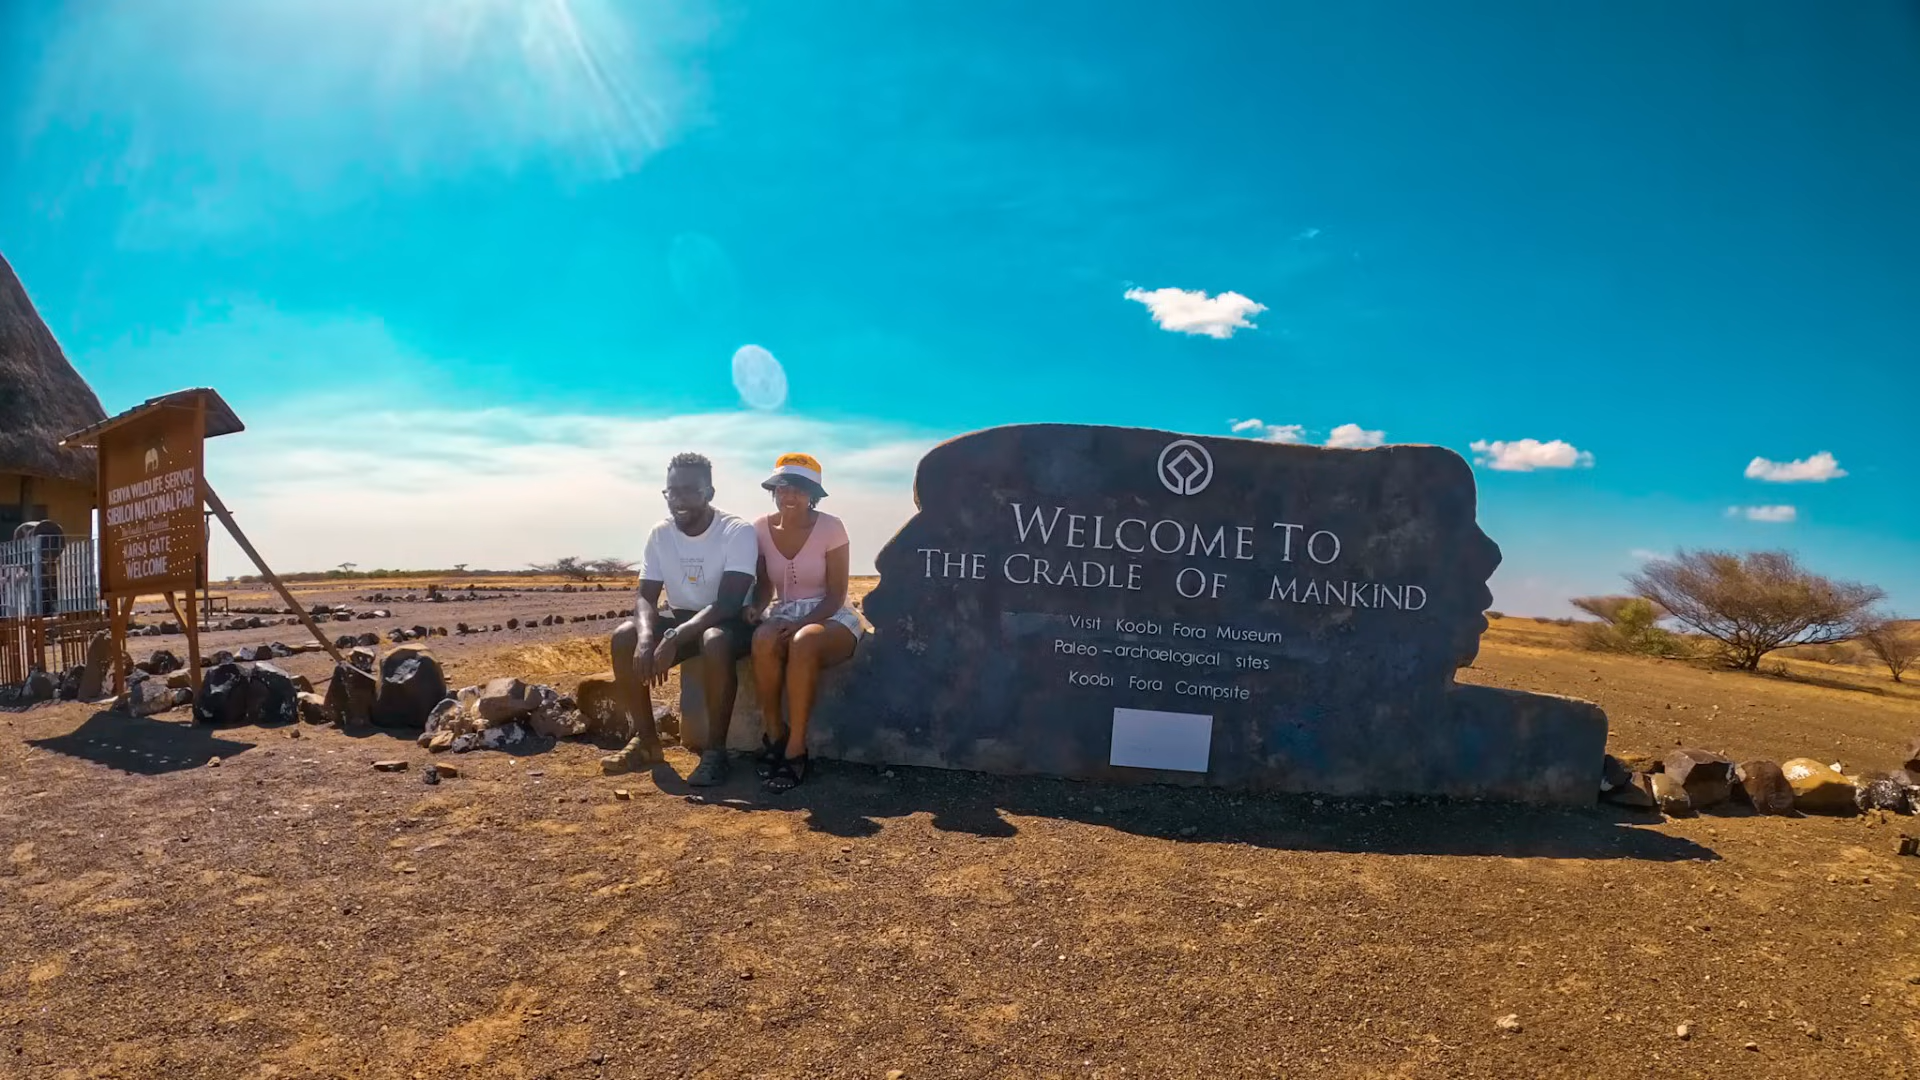 KENYA WILDLIFE SERVIC
SIBILOI NATIONAL PAR
KARSA GATE
WELCOME
WELCOME TO
THE CRADLE OF MANKIND
Visit Koobi Fora Museum
Paleo - archaelogical sites
Koobi Fora Campsite